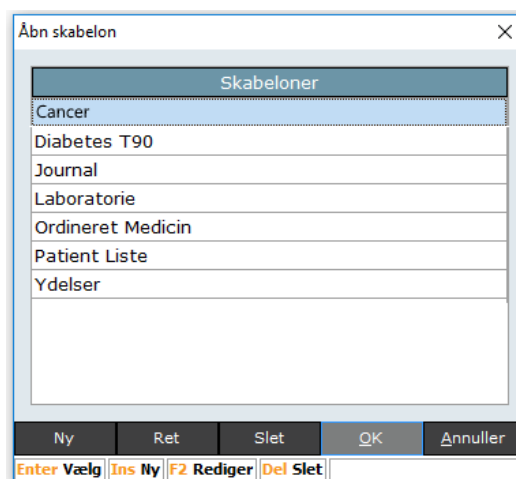 Åbn skabelon
Skabeloner
Cancer
Diabetes T90
Journal
Laboratorie
Ordineret Medicin
Patient Liste
Ydelser
Ny Ret Slet OK Annuller
Enter Vælg Ins Ny F2 Rediger Del Slet